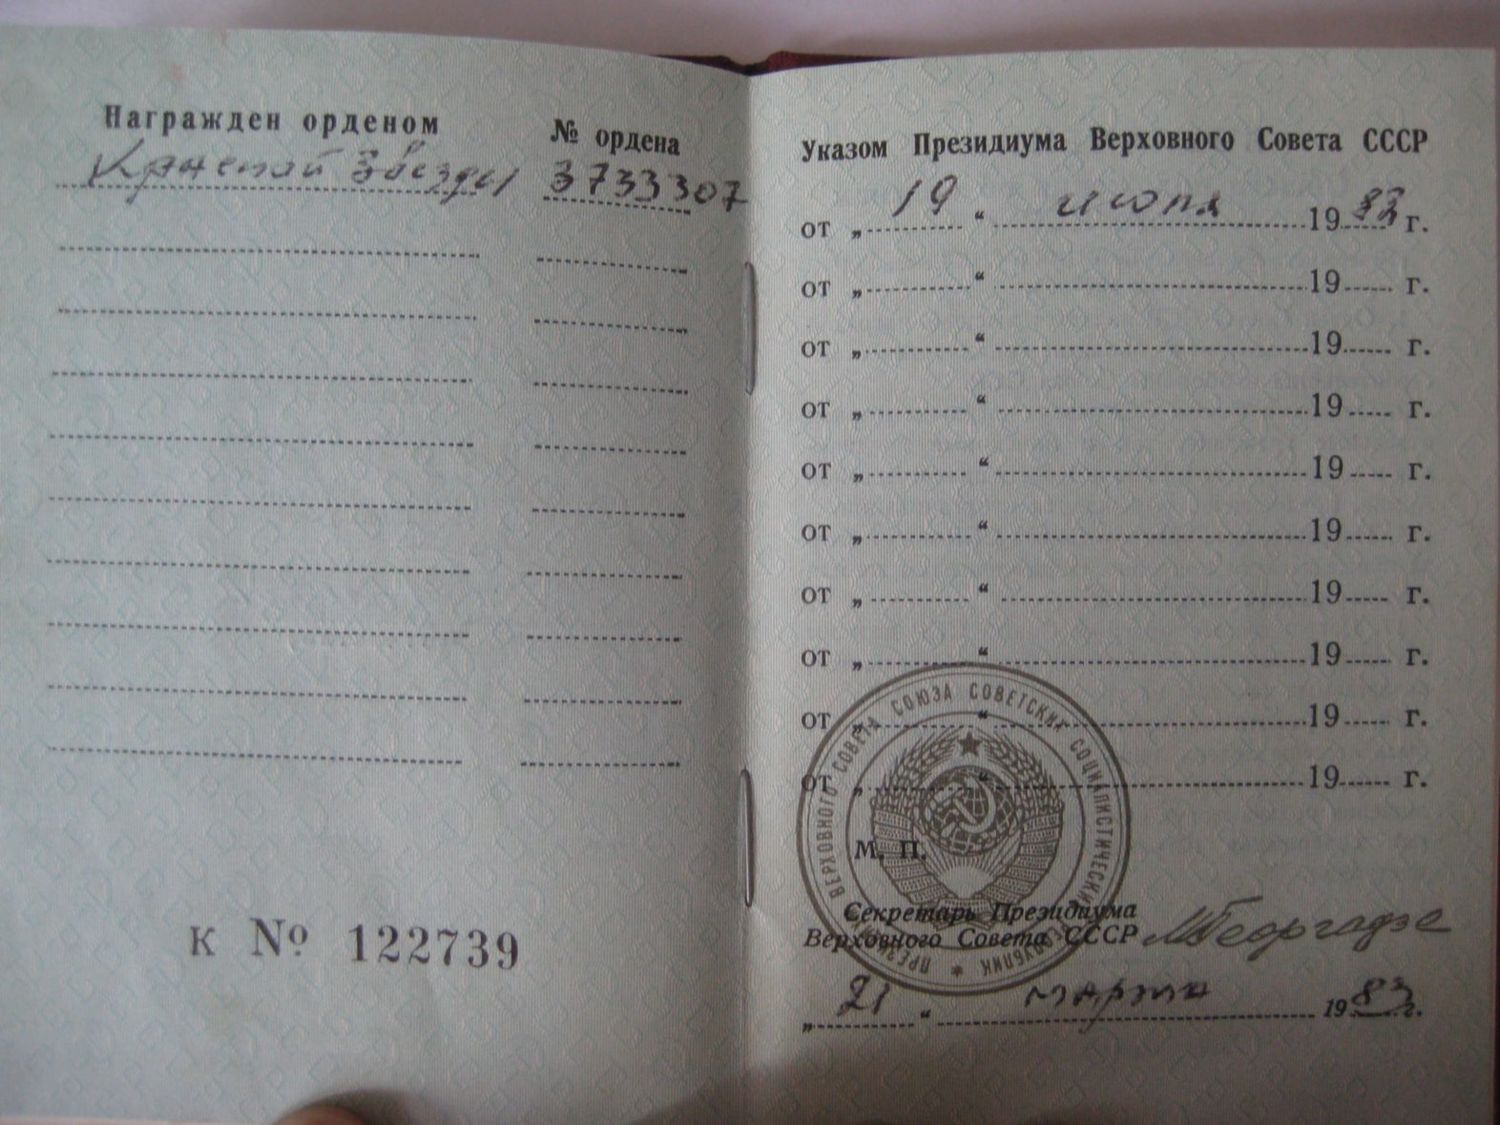 Награжден орденом № ордена
Красной Звезды 3733307
к № 122739
Указом Президиума Верховного Совета СССР
от „ 19 “ июля 19 г.
от „ “ 19 г.
от „ “ 19 г.
от „ “ 19 г.
от „ “ 19 г.
от „ “ 19 г.
от „ “ 19 г.
от „ “ 19 г.
от „ “ 19 г.
от „ “ 19 г.
ПРЕЗИДИУМ ВЕРХОВНОГО СОВЕТА СОЮЗА СОВЕТСКИХ СОЦИАЛИСТИЧЕСКИХ РЕСПУБЛИК
М. П.
Секретарь Президиума
Верховного Совета СССР МГеоргадзе
„ 21 “ марта 1983 г.